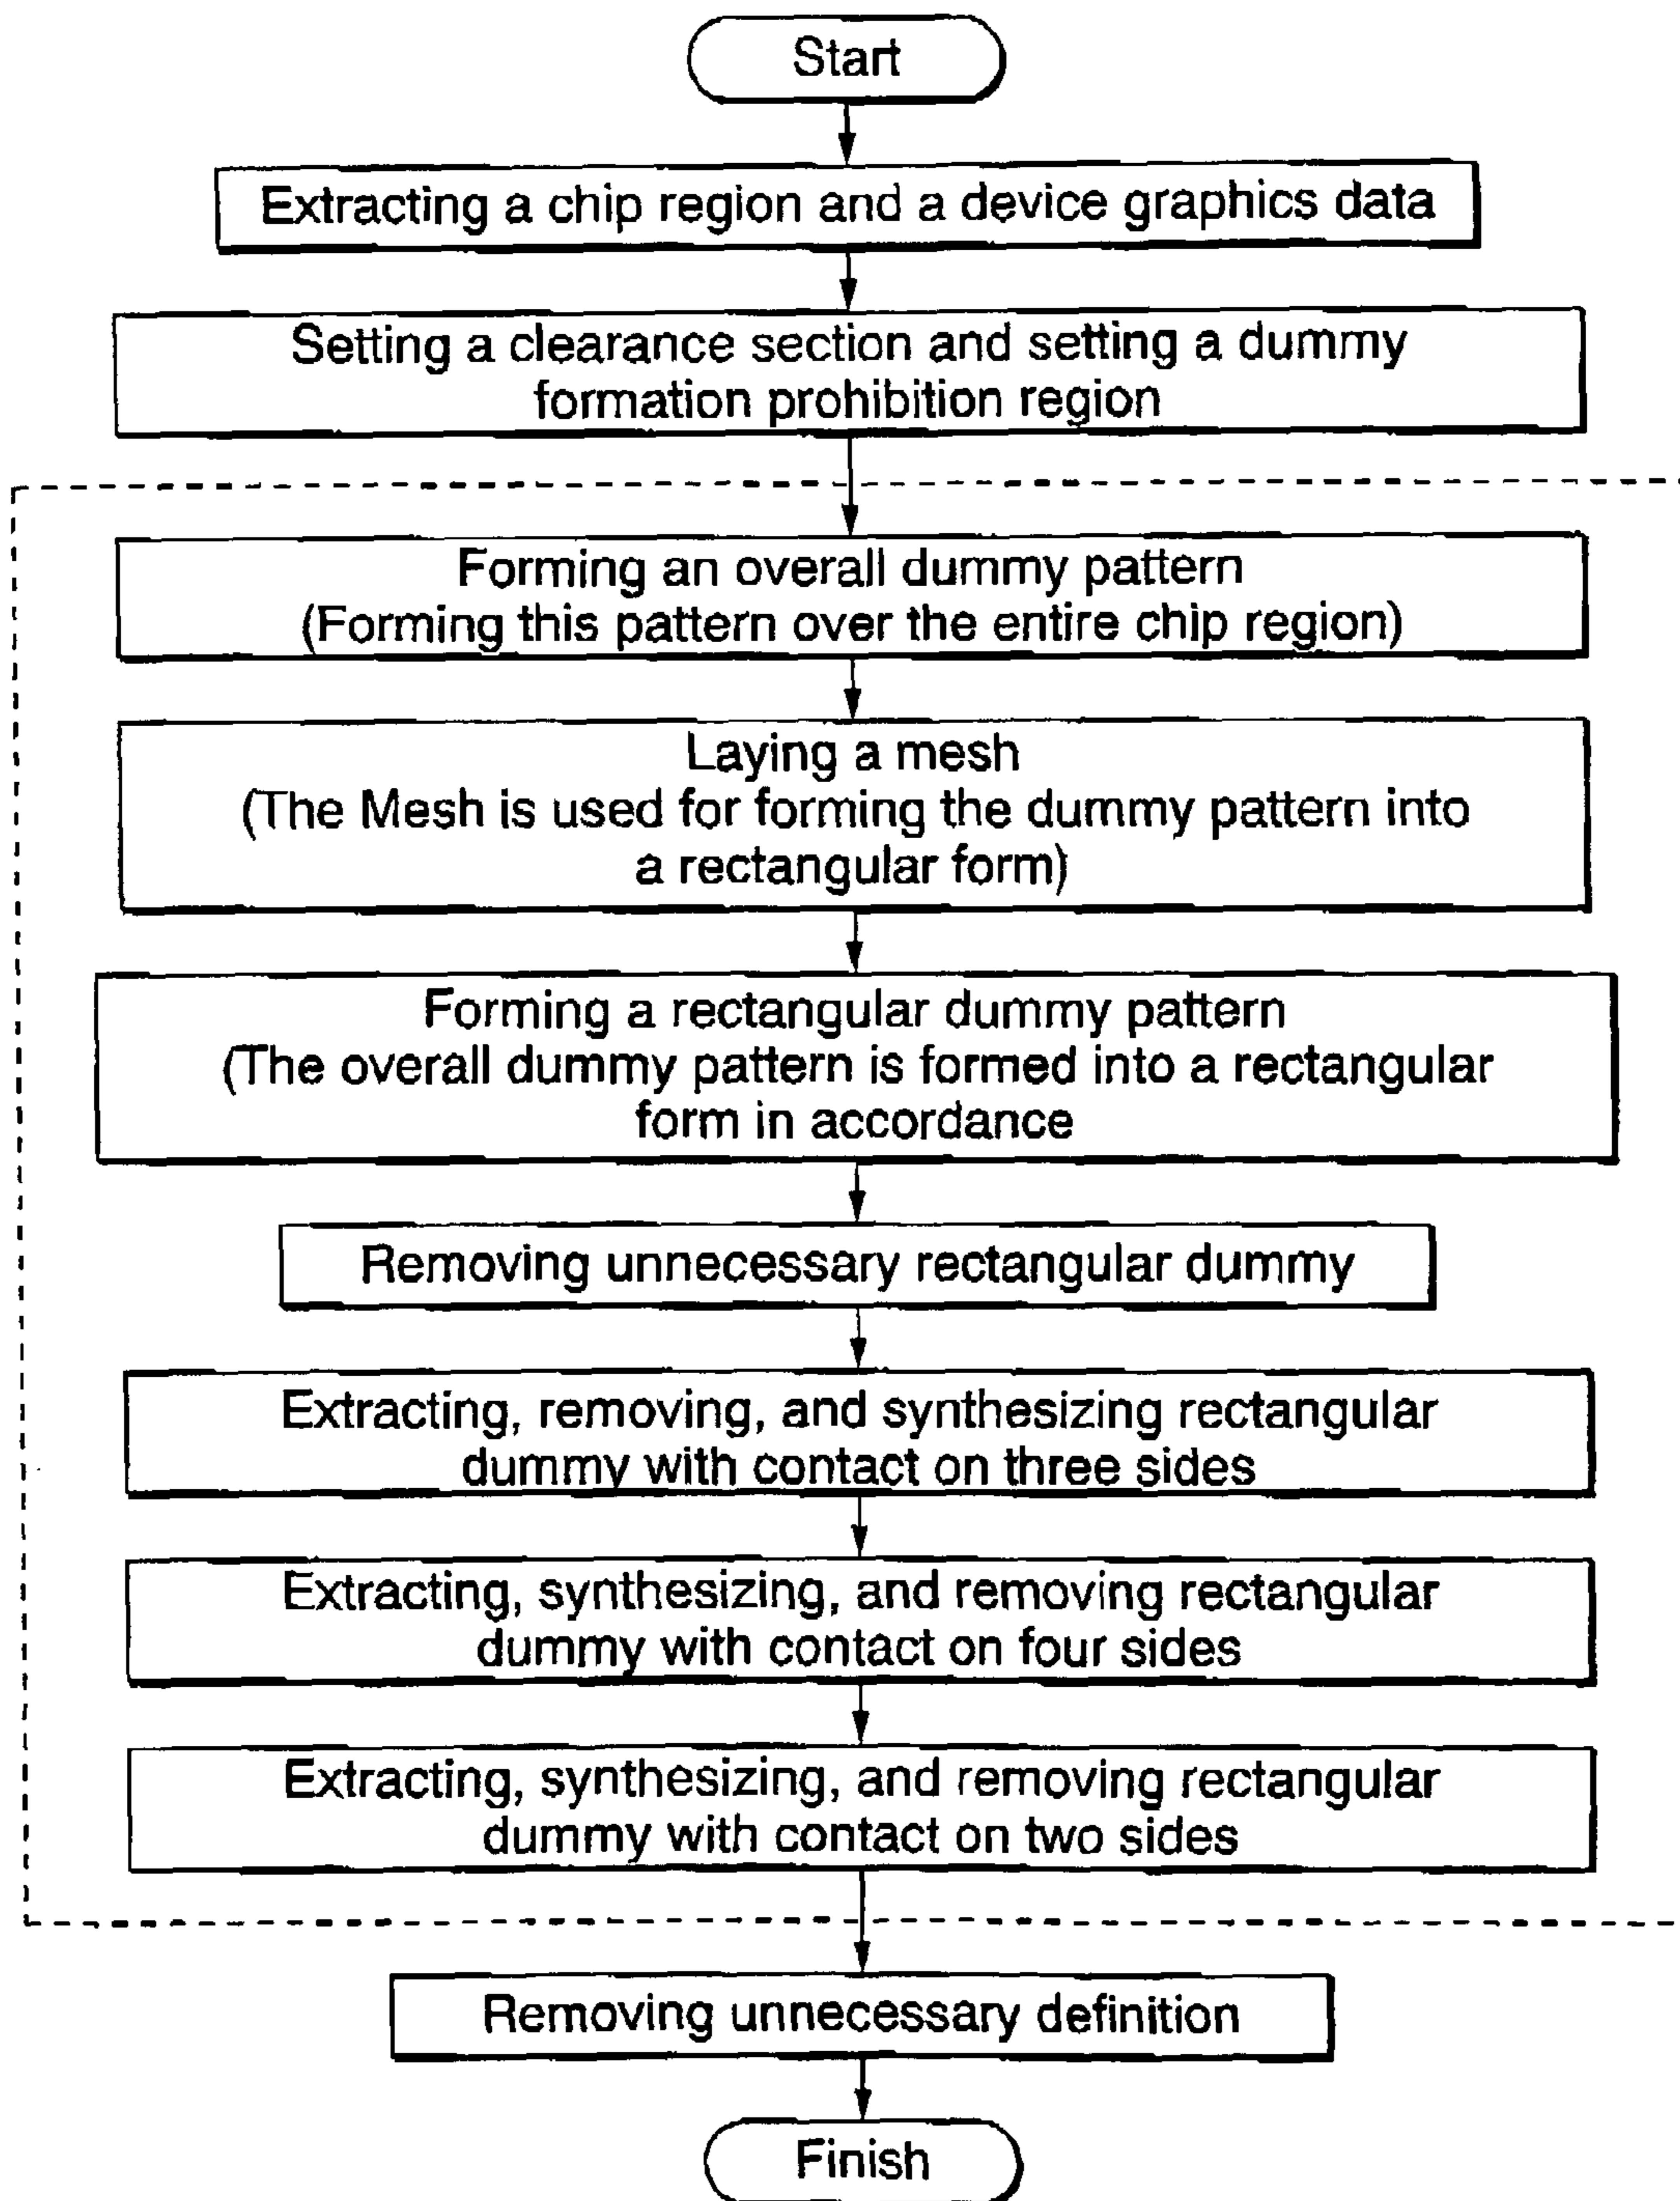 Start
Extracting a chip region and a device graphics data
Setting a clearance section and setting a dummy
formation prohibition region
Forming an overall dummy pattern
(Forming this pattern over the entire chip region)
Laying a mesh
(The Mesh is used for forming the dummy pattern into
a rectangular form)
Forming a rectangular dummy pattern
(The overall dummy pattern is formed into a rectangular
form in accordance
Removing unnecessary rectangular dummy
Extracting, removing, and synthesizing rectangular
dummy with contact on three sides
Extracting, synthesizing, and removing rectangular
dummy with contact on four sides
Extracting, synthesizing, and removing rectangular
dummy with contact on two sides
Removing unnecessary definition
Finish